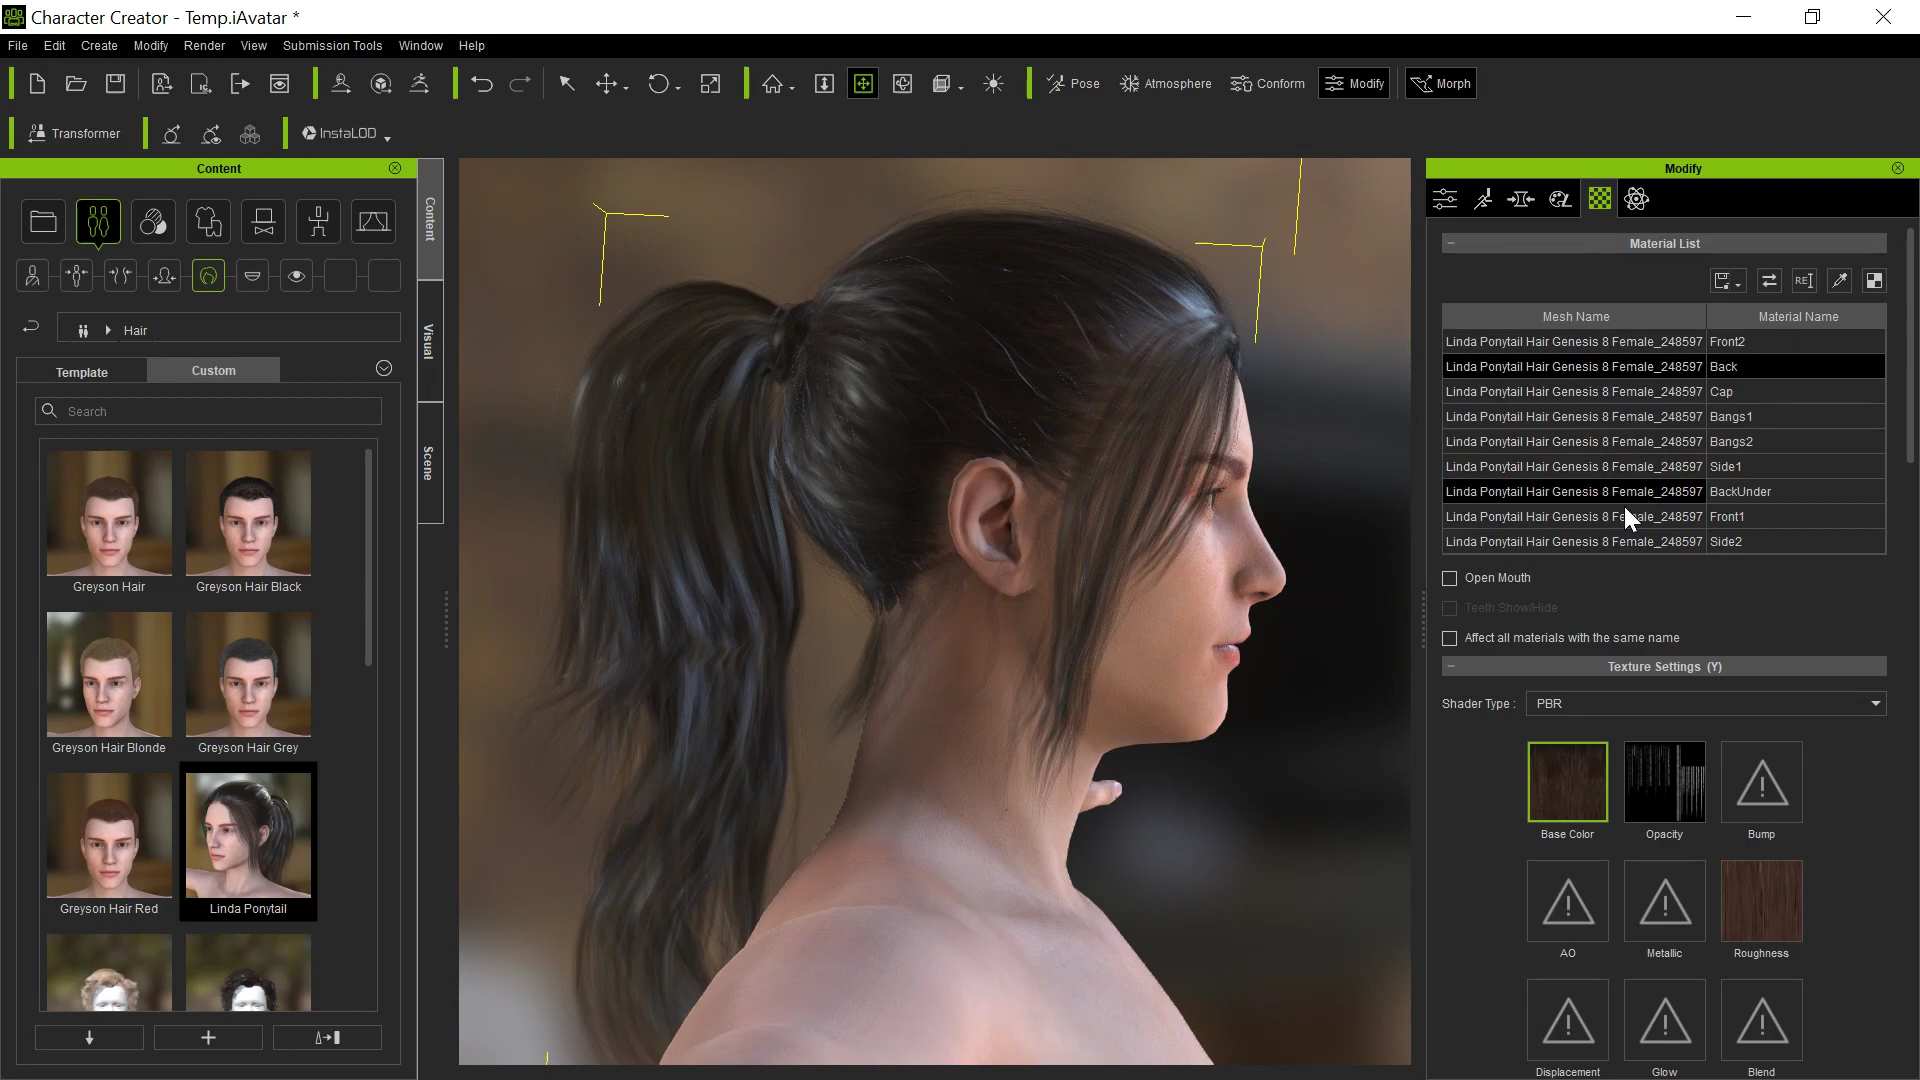 Character Creator - Temp.iAvatar *
File Edit Create Modify Render View Submission Tools Window Help
Pose Atmosphere Conform Modify Morph
Transformer InstaLOD
Content
Modify
Content
Visual
Scene
Hair
Template Custom
Search
Greyson Hair Greyson Hair Black
Greyson Hair Blonde Greyson Hair Grey
Greyson Hair Red Linda Ponytail
Material List
REI
Mesh Name Material Name
Linda Ponytail Hair Genesis 8 Female_248597 Front2
Linda Ponytail Hair Genesis 8 Female_248597 Back
Linda Ponytail Hair Genesis 8 Female_248597 Cap
Linda Ponytail Hair Genesis 8 Female_248597 Bangs1
Linda Ponytail Hair Genesis 8 Female_248597 Bangs2
Linda Ponytail Hair Genesis 8 Female_248597 Side1
Linda Ponytail Hair Genesis 8 Female_248597 BackUnder
Linda Ponytail Hair Genesis 8 Female_248597 Front1
Linda Ponytail Hair Genesis 8 Female_248597 Side2
Open Mouth
Teeth Show/Hide
Affect all materials with the same name
Texture Settings (Y)
Shader Type : PBR
Base Color Opacity Bump
AO Metallic Roughness
Displacement Glow Blend